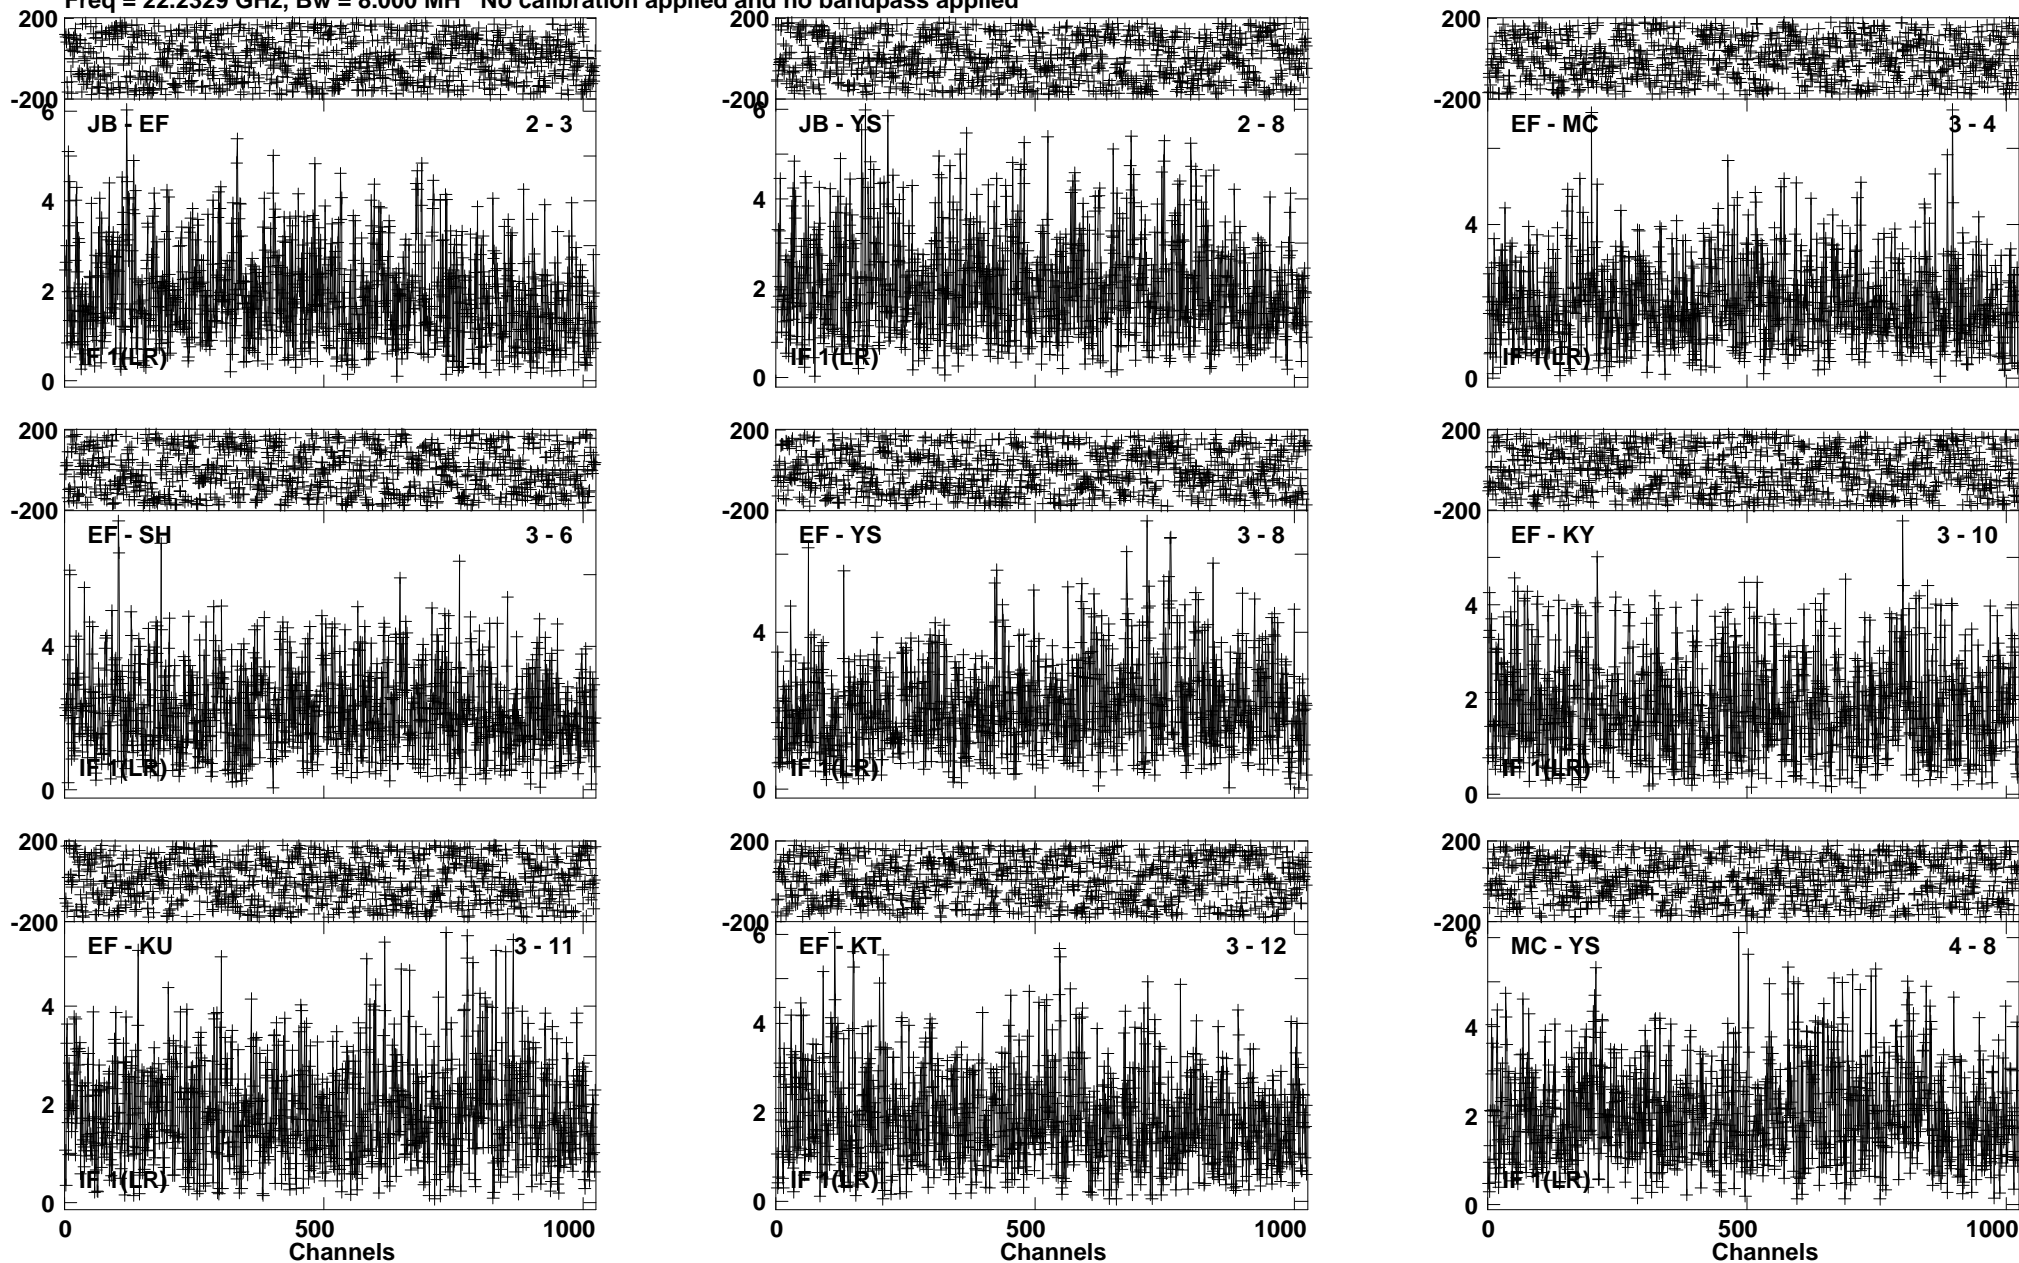 Freq = 22.2329 GHz, Bw = 8.000 MH No calibration applied and no bandpass applied
200
-200
6
4
2
0
JB - EF
2 - 3
IF 1(LR)
200
-200
6
4
2
0
JB - YS
2 - 8
IF 1(LR)
200
-200
4
0
EF - MC
3 - 4
IF 1(LR)
200
-200
4
0
EF - SH
3 - 6
IF 1(LR)
200
-200
4
0
EF - YS
3 - 8
IF 1(LR)
200
-200
4
2
0
EF - KY
3 - 10
IF 1(LR)
200
-200
4
2
0
EF - KU
3 - 11
IF 1(LR)
0 500 1000
Channels
200
-200
6
4
2
0
EF - KT
3 - 12
IF 1(LR)
0 500 1000
200
-200
6
4
2
0
MC - YS
4 - 8
IF 1(LR)
0 500 1000
Channels